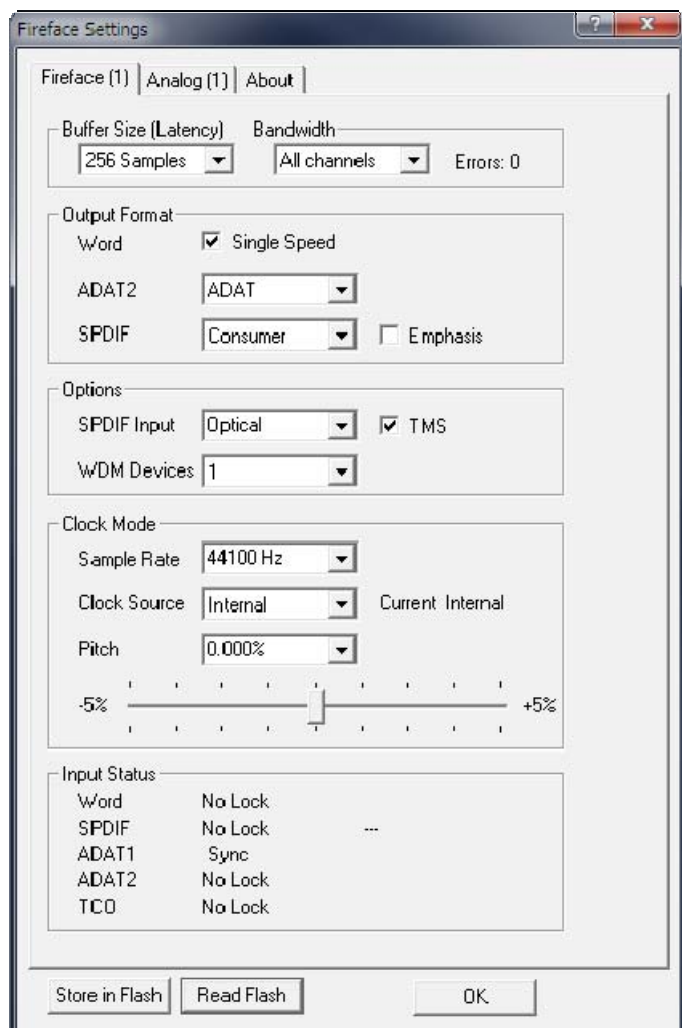 Fireface Settings
Fireface (1) Analog (1) About
Buffer Size (Latency) Bandwidth
256 Samples All channels Errors: 0
Output Format
Word Single Speed
ADAT2 ADAT
SPDIF Consumer Emphasis
Options
SPDIF Input Optical TMS
WDM Devices 1
Clock Mode
Sample Rate 44100 Hz
Clock Source Internal Current Internal
Pitch 0.000%
-5% +5%
Input Status
Word No Lock
SPDIF No Lock ---
ADAT1 Sync
ADAT2 No Lock
TCO No Lock
Store in Flash Read Flash OK